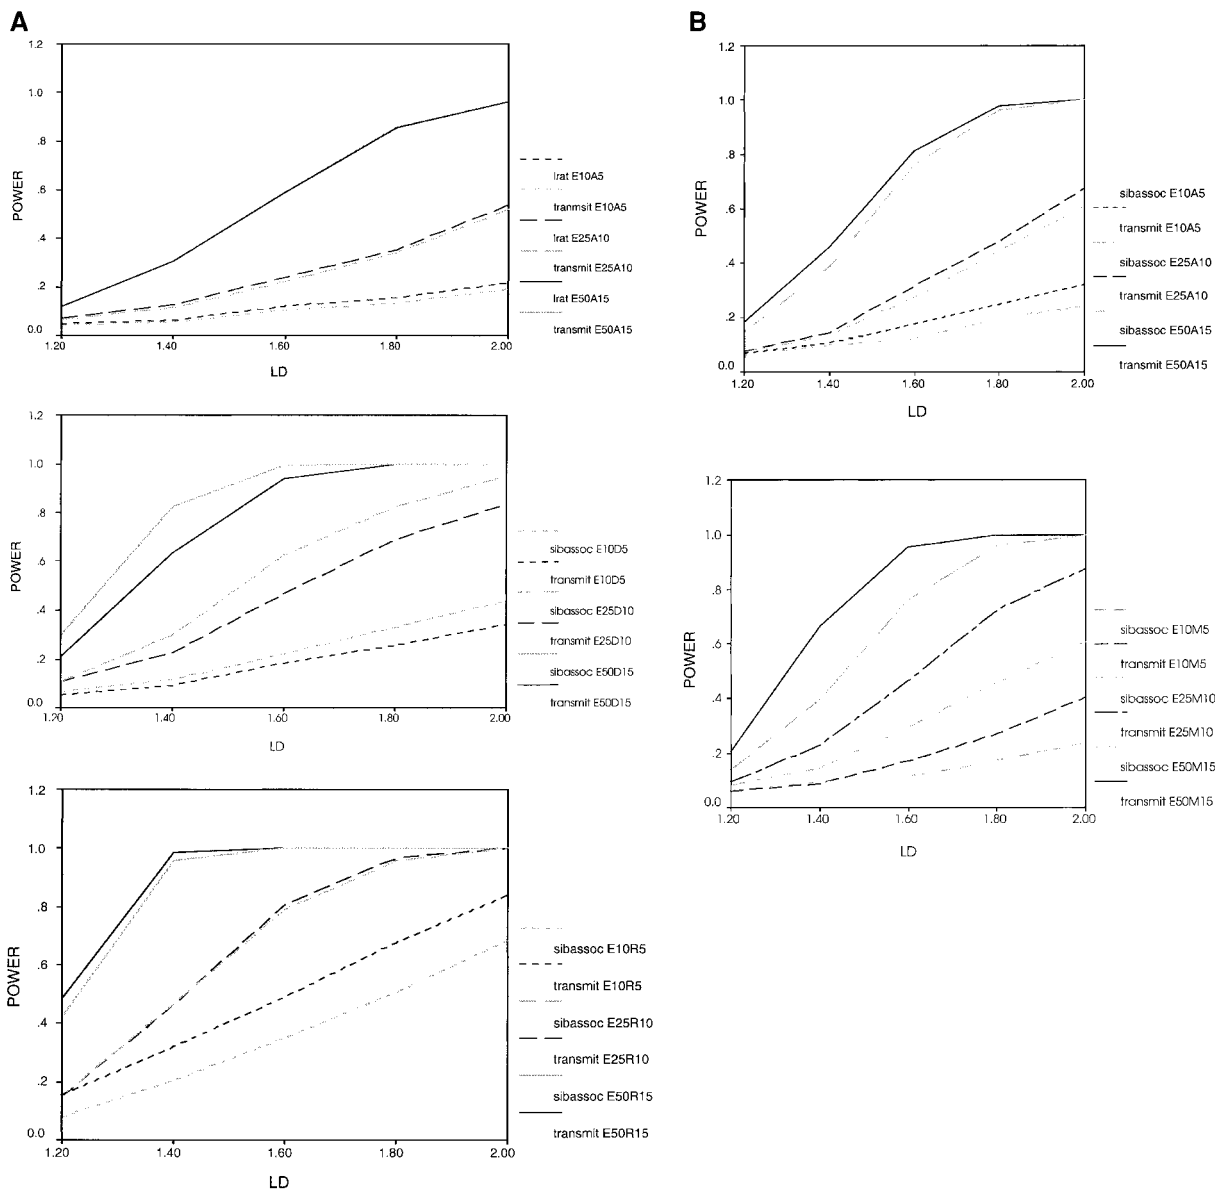 A
1.2
1.0
.8
.6
.4
.2
0.0
POWER
1.20
1.40
1.60
1.80
2.00
LD
lrat E10A5
tranmsit E10A5
lrat E25A10
transmit E25A10
lrat E50A15
transmit E50A15
1.2
1.0
.8
.6
.4
.2
0.0
POWER
1.20
1.40
1.60
1.80
2.00
LD
sibassoc E10D5
transmit E10D5
sibassoc E25D10
transmit E25D10
sibassoc E50D15
transmit E50D15
1.2
1.0
.8
.6
.4
.2
0.0
POWER
1.20
1.40
1.60
1.80
2.00
LD
sibassoc E10R5
transmit E10R5
sibassoc E25R10
transmit E25R10
sibassoc E50R15
transmit E50R15
B
1.2
1.0
.8
.6
.4
.2
0.0
POWER
1.20
1.40
1.60
1.80
2.00
LD
sibassoc E10A5
transmit E10A5
sibassoc E25A10
transmit E25A10
sibassoc E50A15
transmit E50A15
1.2
1.0
.8
.6
.4
.2
0.0
POWER
1.20
1.40
1.60
1.80
2.00
LD
sibassoc E10M5
transmit E10M5
sibassoc E25M10
transmit E25M10
sibassoc E50M15
transmit E50M15